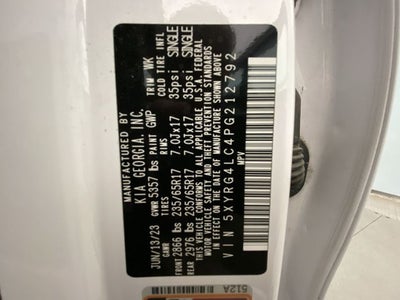 MANUFACTURED BY
KIA GEORGIA, INC.
JUN/13/23 GVWR 5357 lbs PAINT GWP TRIM WK
GAWR RIMS COLD TIRE INFL
FRONT 2866 lbs 235/65R17 7.0Jx17 35psi SINGLE
REAR 2976 lbs 235/65R17 7.0Jx17 35psi SINGLE
THIS VEHICLE CONFORMS TO ALL APPLICABLE U.S.A. FEDERAL
MOTOR VEHICLE SAFETY AND THEFT PREVENTION STANDARDS
IN EFFECT ON THE DATE OF MANUFACTURE SHOWN ABOVE.
VIN 5XYRG4LC4PG212792
MPV
512A